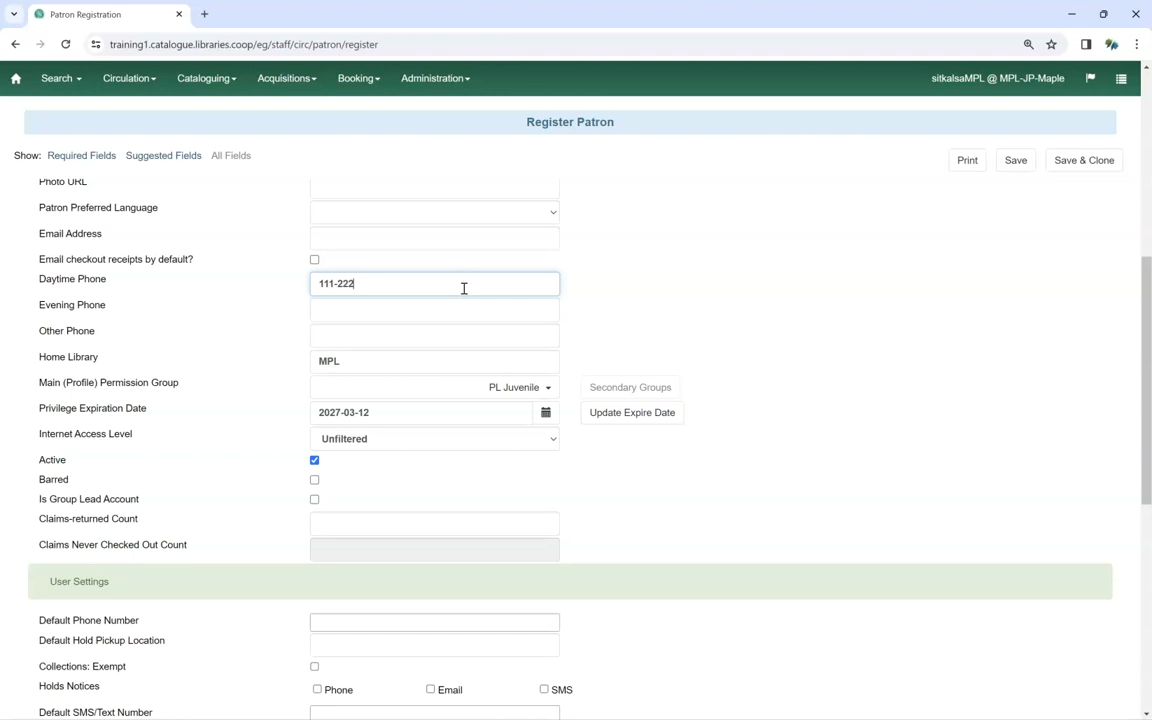 Patron Registration
training1.catalogue.libraries.coop/eg/staff/circ/patron/register
Search Circulation Cataloguing Acquisitions Booking Administration sitkalsaMPL @ MPL-JP-Maple
Register Patron
Show: Required Fields Suggested Fields All Fields Print Save Save & Clone
Photo URL
Patron Preferred Language
Email Address
Email checkout receipts by default?
Daytime Phone 111-222
Evening Phone
Other Phone
Home Library MPL
Main (Profile) Permission Group PL Juvenile Secondary Groups
Privilege Expiration Date 2027-03-12 Update Expire Date
Internet Access Level Unfiltered
Active
Barred
Is Group Lead Account
Claims-returned Count
Claims Never Checked Out Count
User Settings
Default Phone Number
Default Hold Pickup Location
Collections: Exempt
Holds Notices Phone Email SMS
Default SMS/Text Number